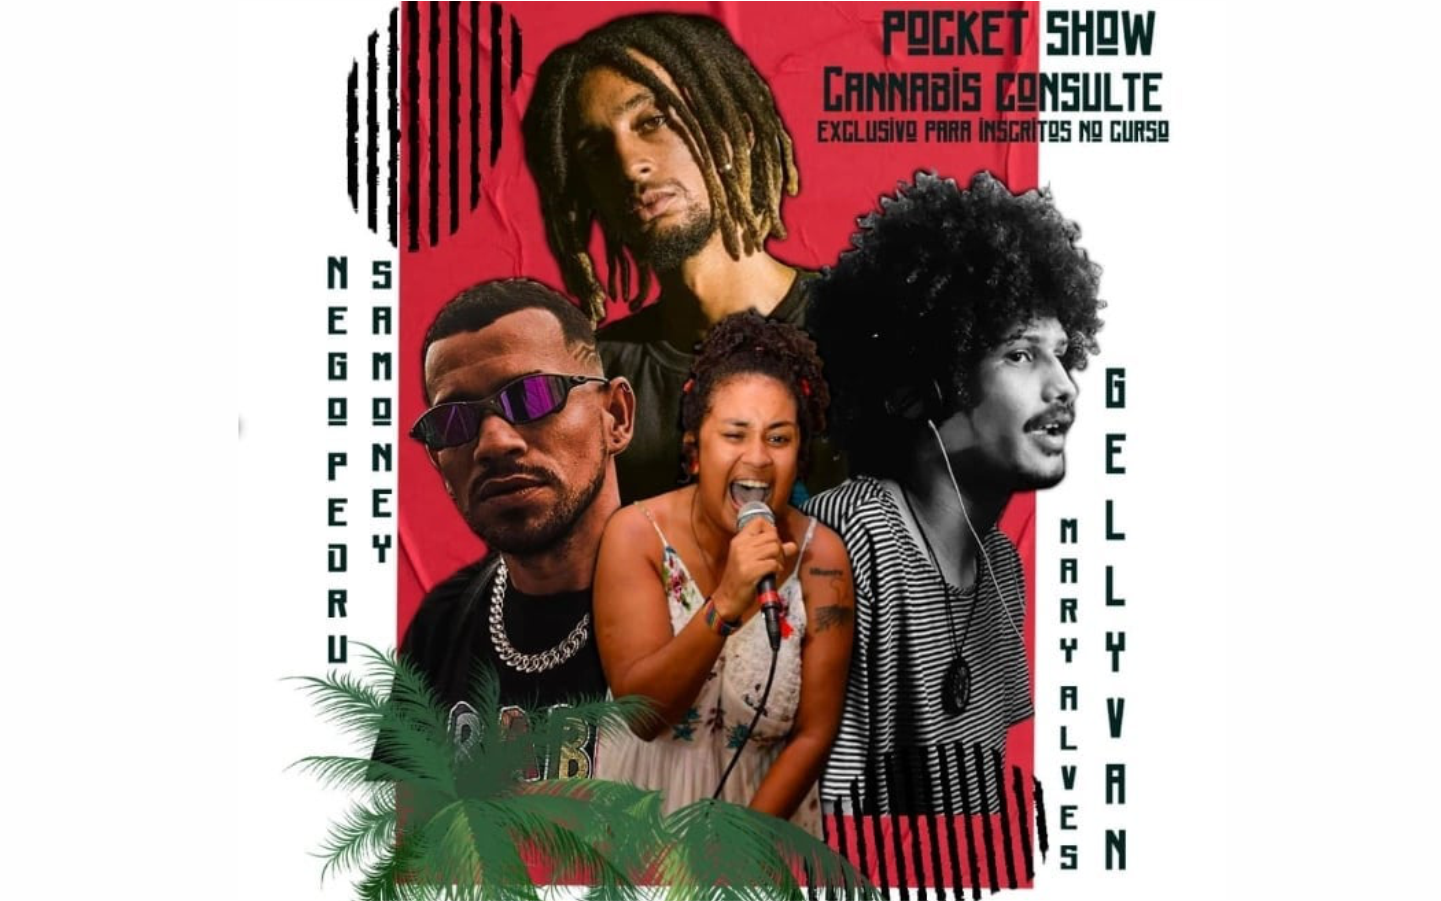 POCKET SHOW
CANNABIS CONSULTE
EXCLUSIVO PARA INSCRITOS NO CURSO
NEGO PEDRU
SAMONEY
GELLYVAN
MARY ALVES